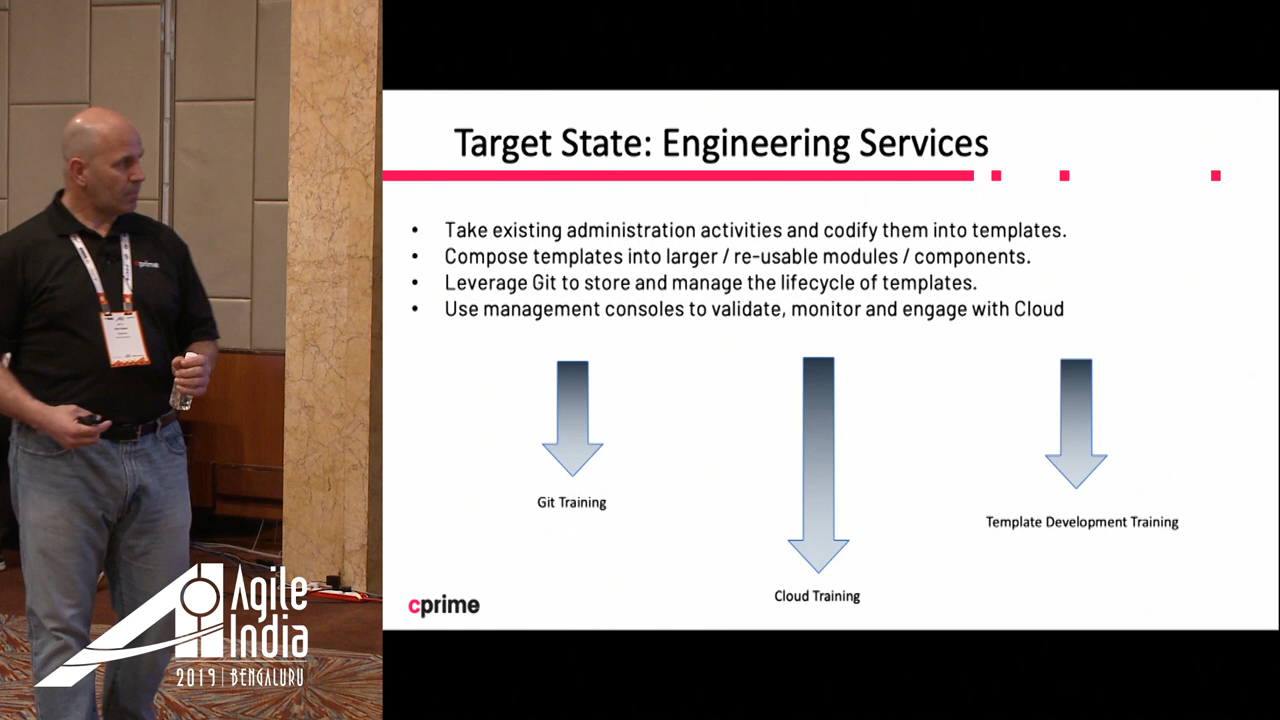 Target State: Engineering Services
• Take existing administration activities and codify them into templates.
• Compose templates into larger / re-usable modules / components.
• Leverage Git to store and manage the lifecycle of templates.
• Use management consoles to validate, monitor and engage with Cloud
Git Training
Template Development Training
Cloud Training
cprime
cprime
Agile
India
2019 | BENGALURU